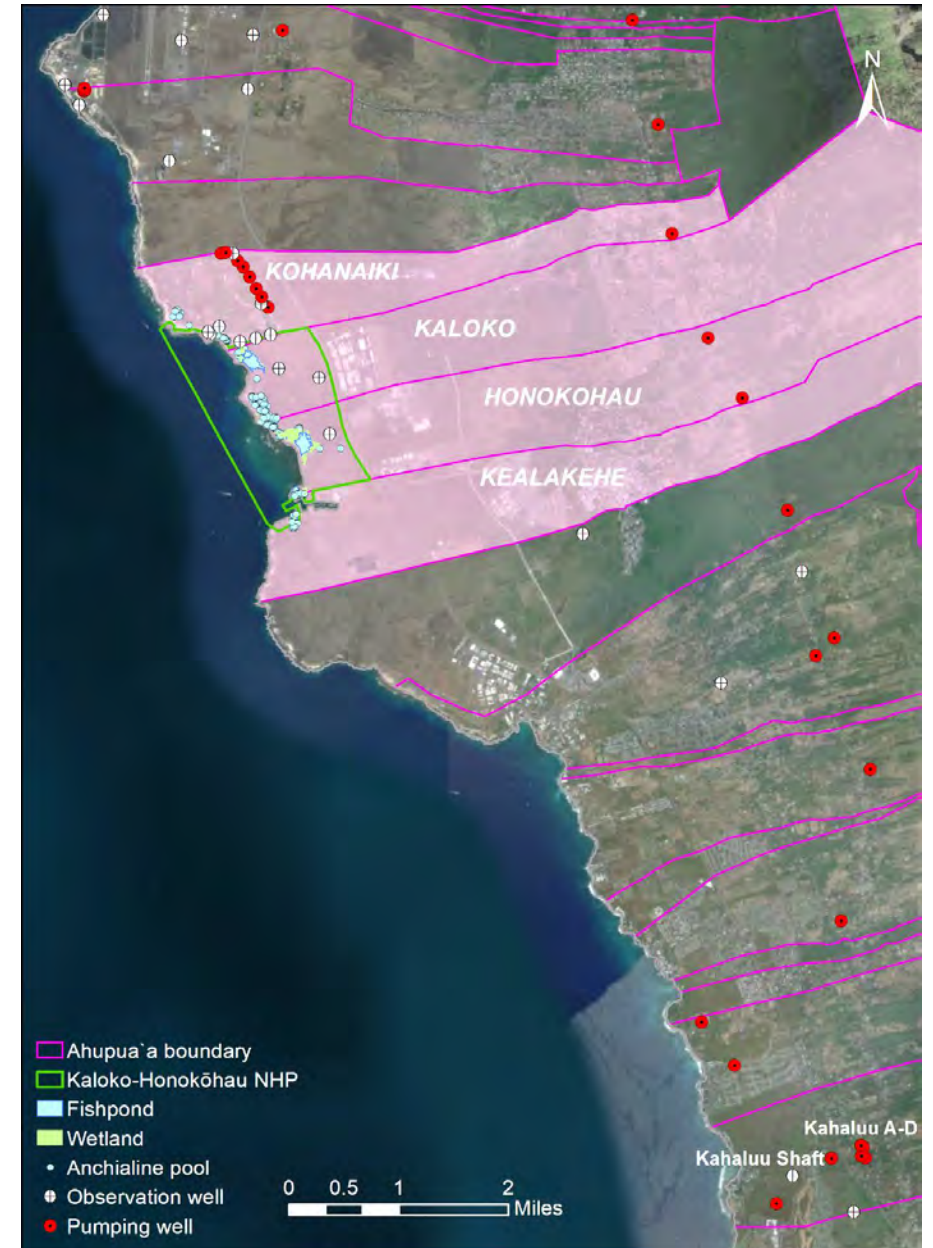 N
KOHANAIKI
KALOKO
HONOKOHAU
KEALAKEHE
Ahupua`a boundary
Kaloko-Honokōhau NHP
Fishpond
Wetland
Anchialine pool
Observation well
Pumping well
0 0.5 1 2
Miles
Kahaluu A-D
Kahaluu Shaft